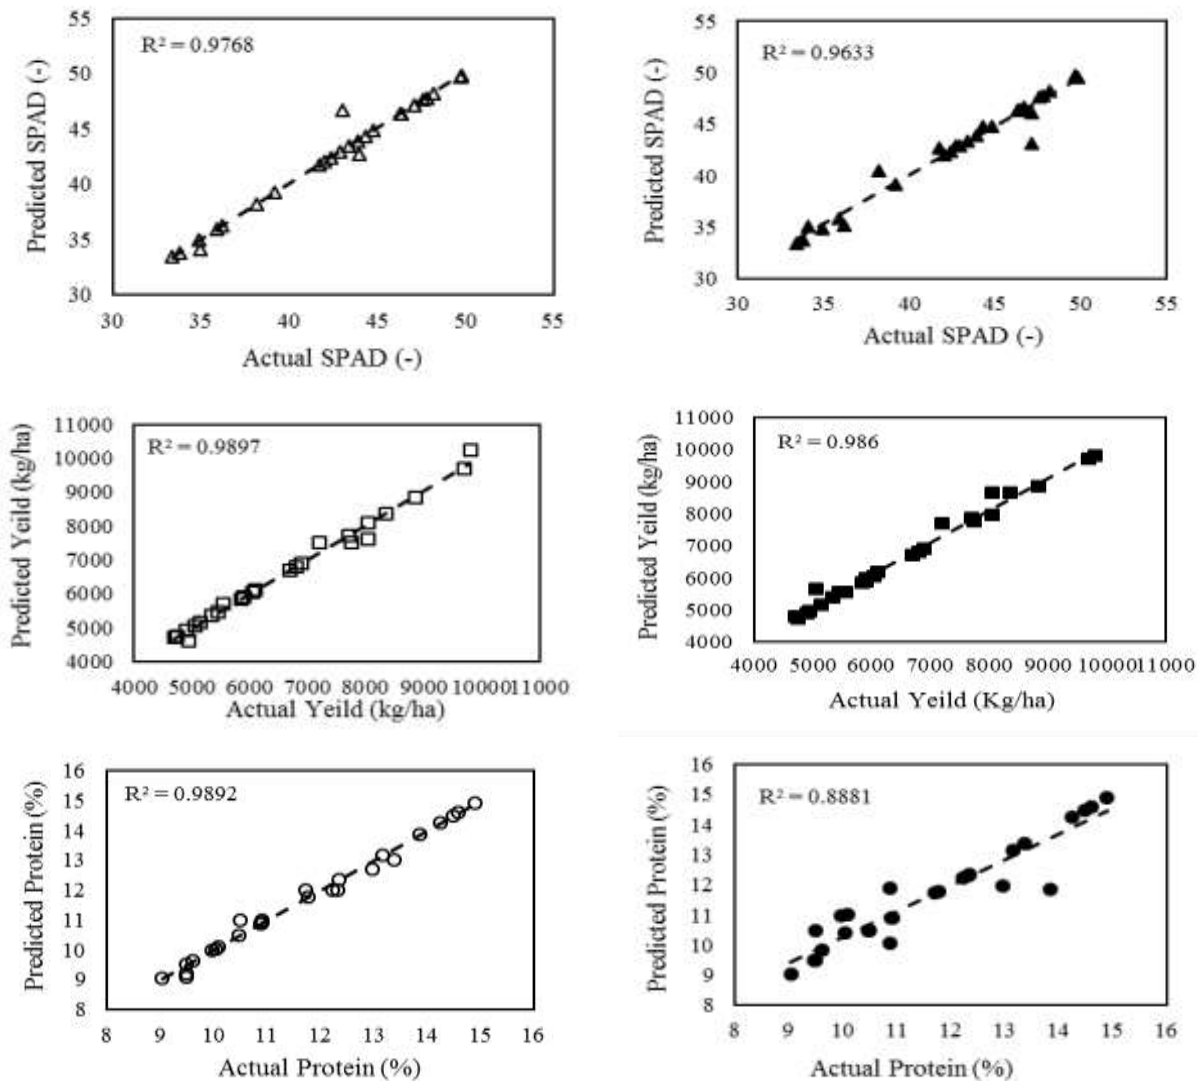 55
50
45
40
35
30
Predicted SPAD (-)
R² = 0.9768
30 35 40 45 50 55
Actual SPAD (-)
55
50
45
40
35
30
Predicted SPAD (-)
R² = 0.9633
30 35 40 45 50 55
Actual SPAD (-)
11000
10000
9000
8000
7000
6000
5000
4000
Predicted Yeild (kg/ha)
R² = 0.9897
4000 5000 6000 7000 8000 9000 10000 11000
Actual Yeild (kg/ha)
11000
10000
9000
8000
7000
6000
5000
4000
Predicted Yeild (kg/ha)
R² = 0.986
4000 5000 6000 7000 8000 9000 10000 11000
Actual Yeild (Kg/ha)
16
15
14
13
12
11
10
9
8
Predicted Protein (%)
R² = 0.9892
8 9 10 11 12 13 14 15 16
Actual Protein (%)
16
15
14
13
12
11
10
9
8
Predicted Protein (%)
R² = 0.8881
8 9 10 11 12 13 14 15 16
Actual Protein (%)